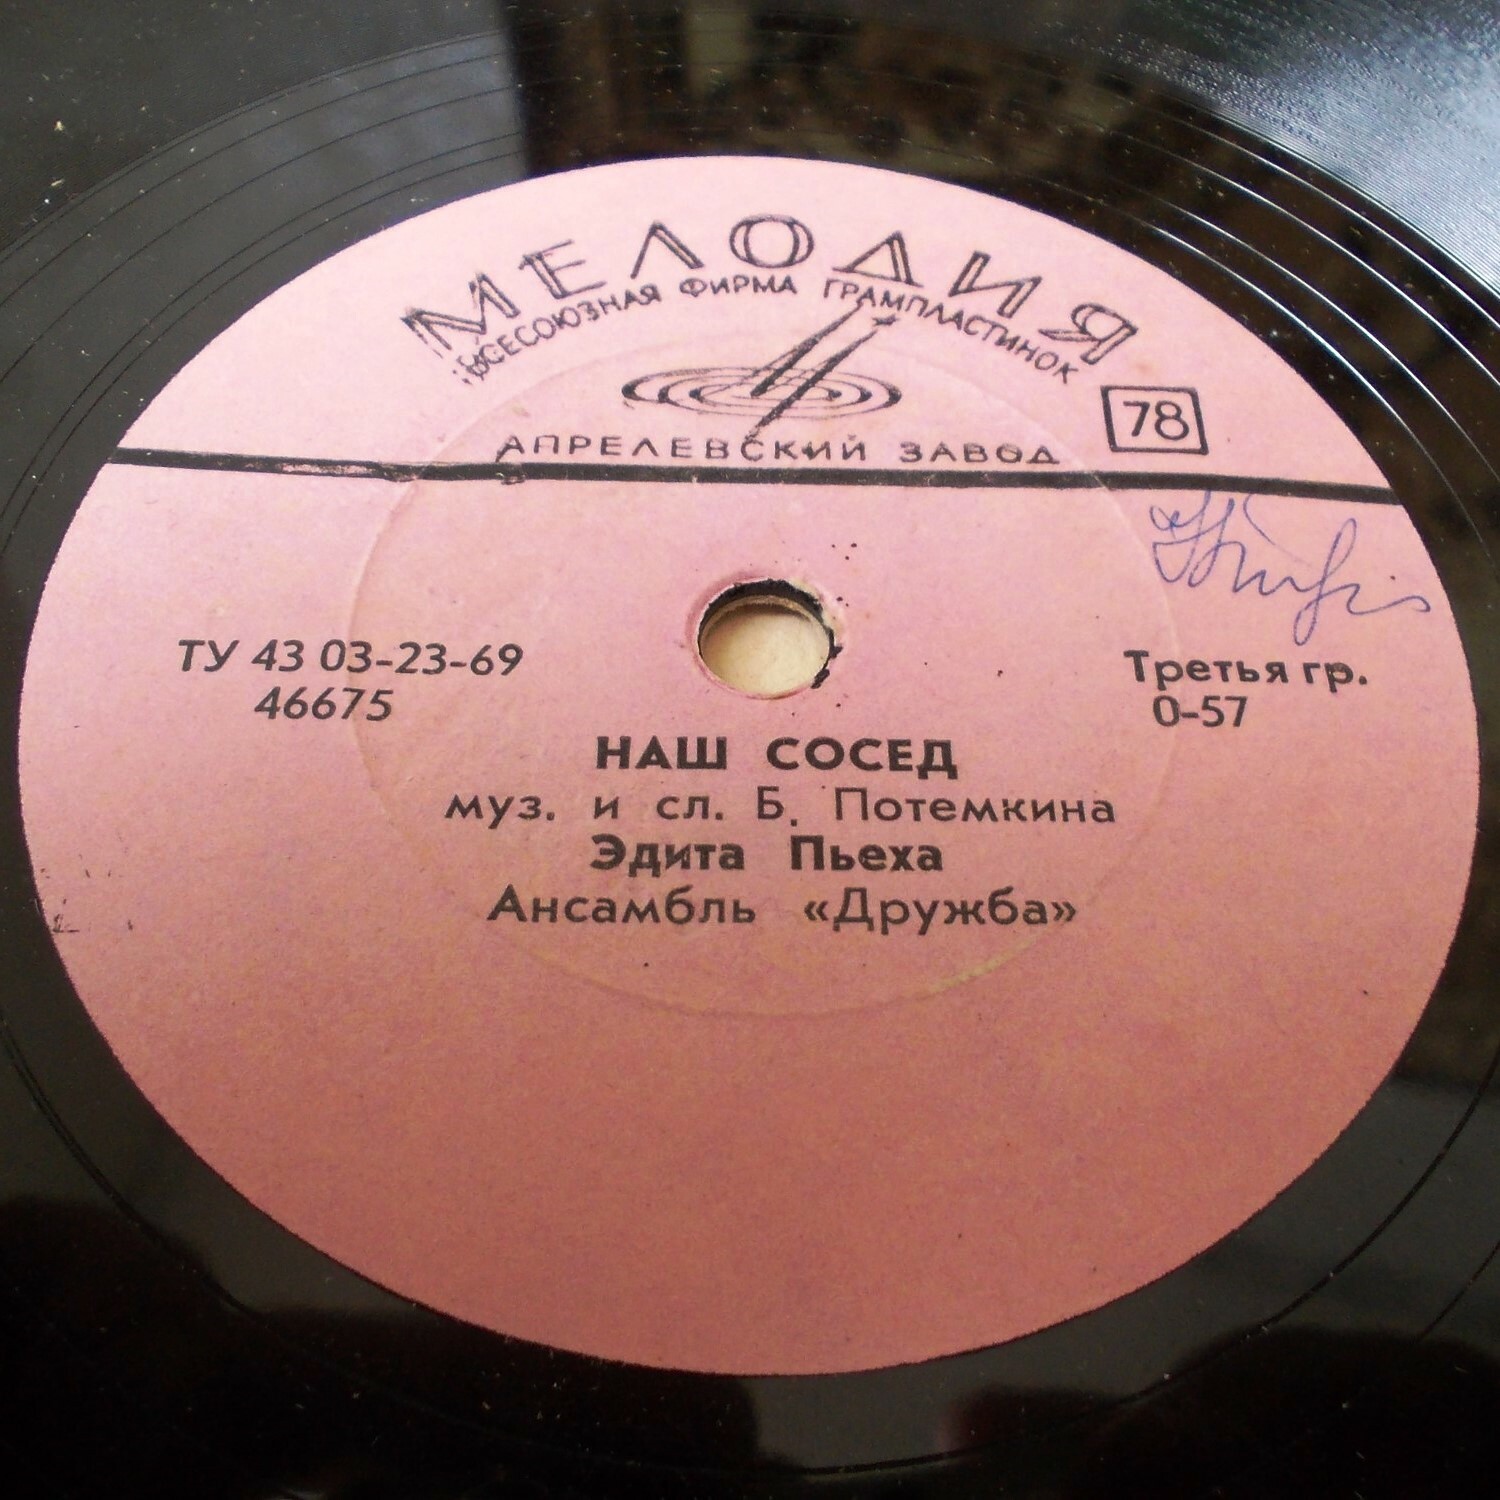 МЕЛОДИЯ
ВСЕСОЮЗНАЯ ФИРМА ГРАМПЛАСТИНОК
АПРЕЛЕВСКИЙ ЗАВОД
78
ТУ 43 03-23-69
46675
Третья гр.
0-57
НАШ СОСЕД
муз. и сл. Б. Потемкина
Эдита Пьеха
Ансамбль «Дружба»